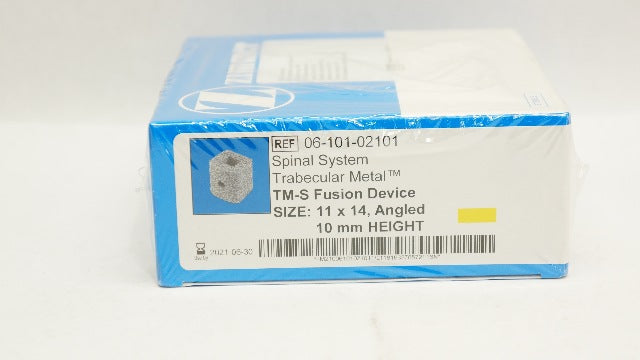 REF 06-101-02101
Spinal System
Trabecular Metal™
TM-S Fusion Device
SIZE: 11 x 14, Angled
10 mm HEIGHT
2021-06-30